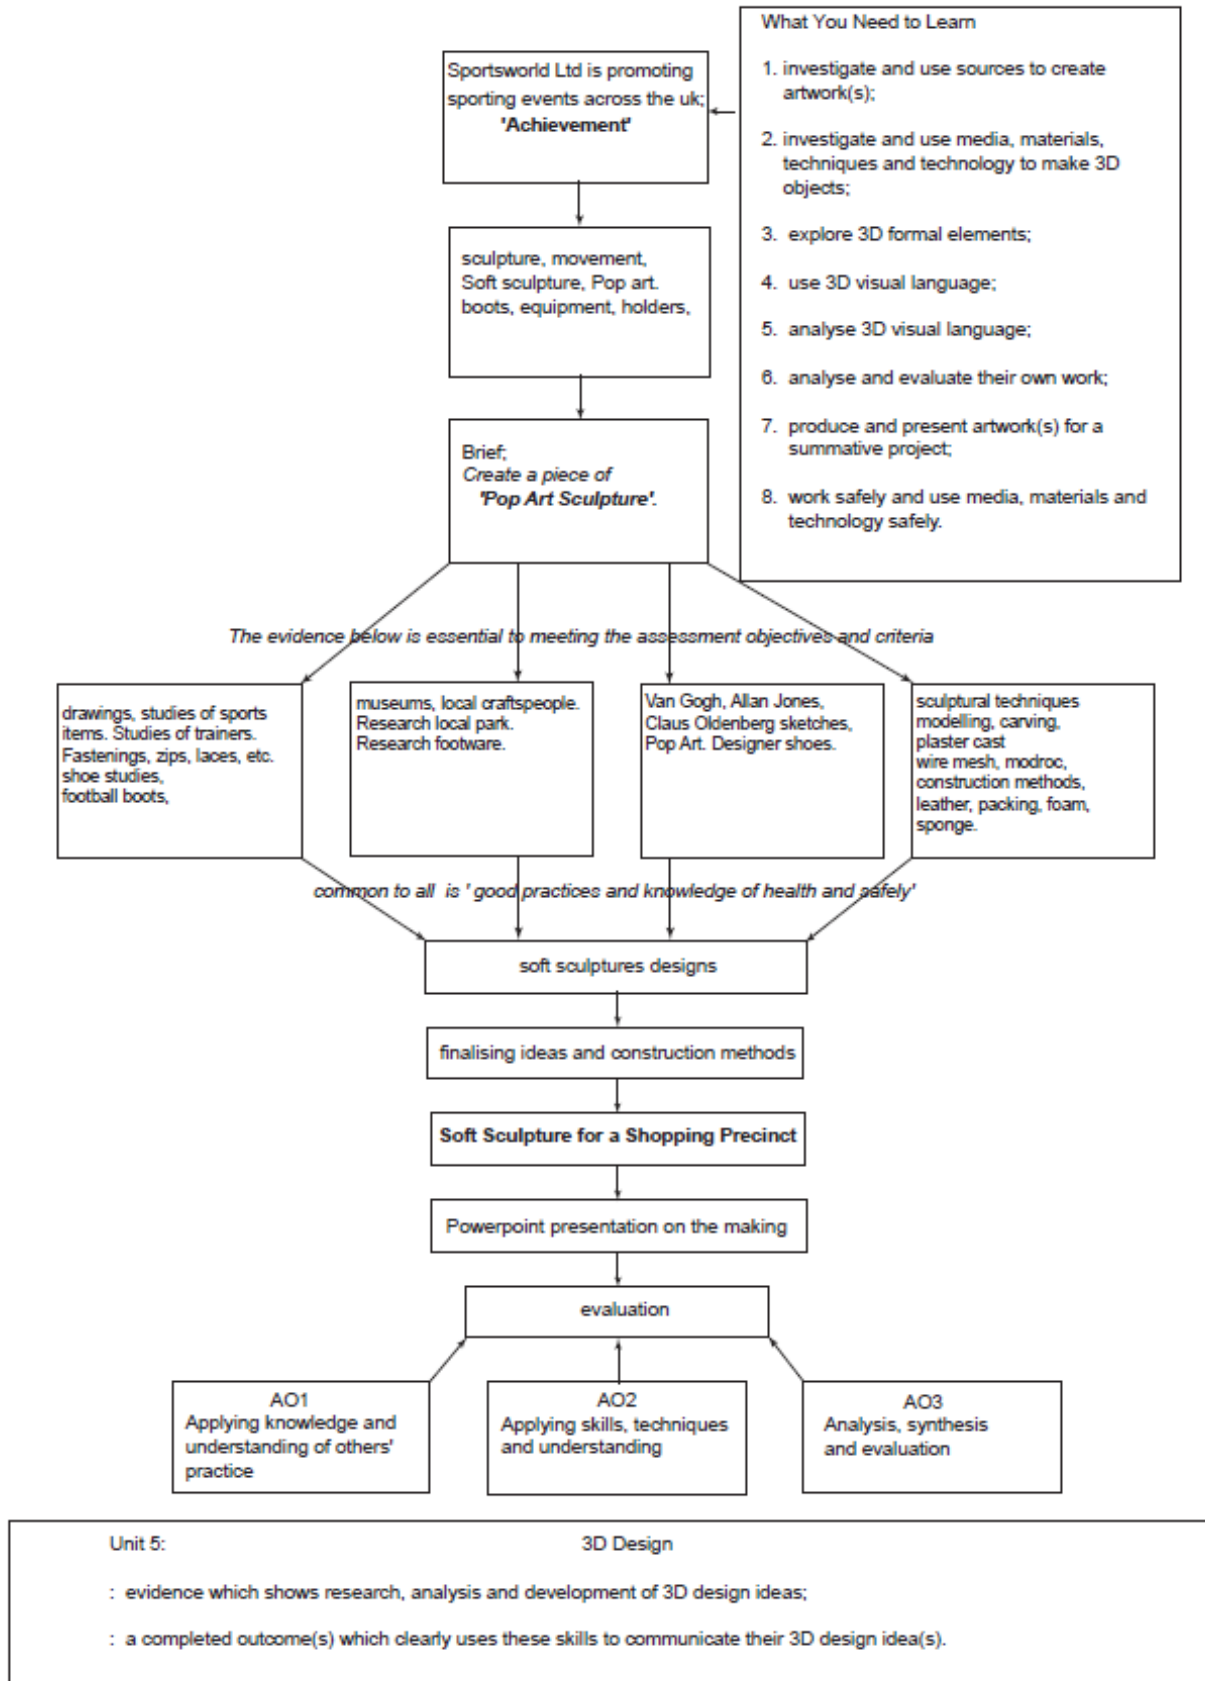 What You Need to Learn
1. investigate and use sources to create
artwork(s);
2. investigate and use media, materials,
techniques and technology to make 3D
objects;
3. explore 3D formal elements;
4. use 3D visual language;
5. analyse 3D visual language;
6. analyse and evaluate their own work;
7. produce and present artwork(s) for a
summative project;
8. work safely and use media, materials and
technology safely.
Sportsworld Ltd is promoting
sporting events across the uk;
'Achievement'
sculpture, movement,
Soft sculpture, Pop art.
boots, equipment, holders,
Brief;
Create a piece of
'Pop Art Sculpture'.
The evidence below is essential to meeting the assessment objectives and criteria
drawings, studies of sports
items. Studies of trainers.
Fastenings, zips, laces, etc.
shoe studies,
football boots,
museums, local craftspeople.
Research local park.
Research footware.
Van Gogh, Allan Jones,
Claus Oldenberg sketches,
Pop Art. Designer shoes.
sculptural techniques
modelling, carving,
plaster cast
wire mesh, modroc,
construction methods,
leather, packing, foam,
sponge.
common to all is ' good practices and knowledge of health and safely'
soft sculptures designs
finalising ideas and construction methods
Soft Sculpture for a Shopping Precinct
Powerpoint presentation on the making
evaluation
AO1
Applying knowledge and
understanding of others'
practice
AO2
Applying skills, techniques
and understanding
AO3
Analysis, synthesis
and evaluation
Unit 5: 3D Design
: evidence which shows research, analysis and development of 3D design ideas;
: a completed outcome(s) which clearly uses these skills to communicate their 3D design idea(s).